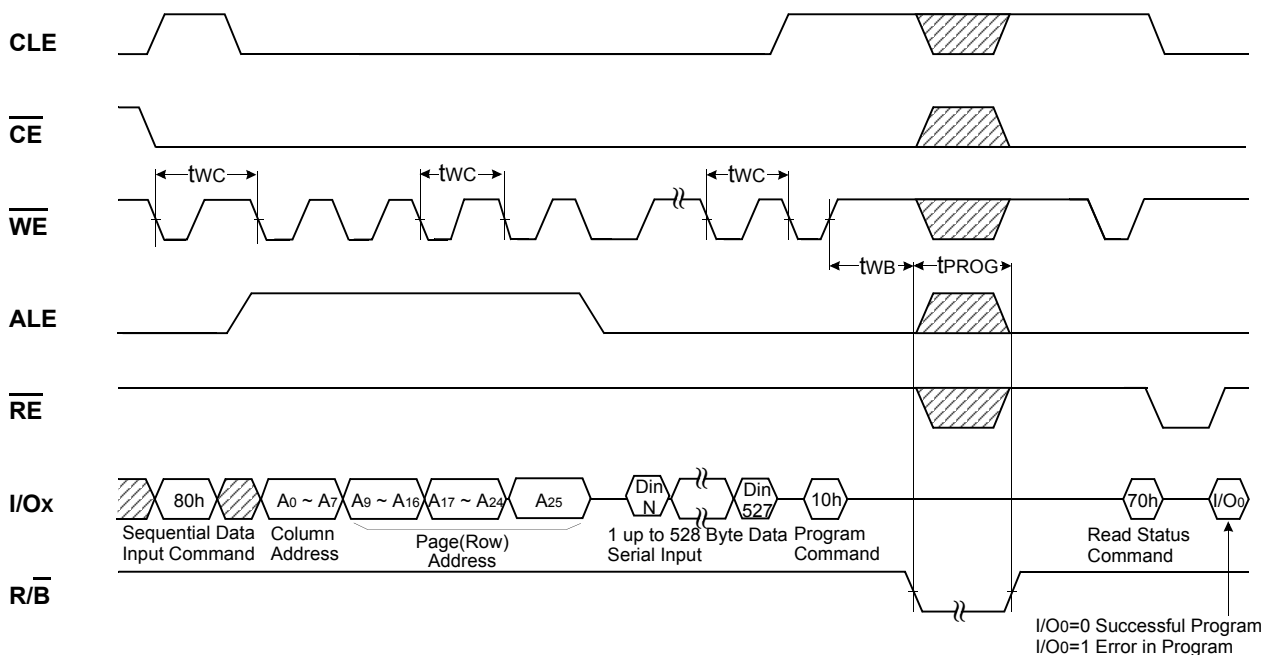 CLE
CE
tWC tWC tWC
WE
tWB tPROG
ALE
RE
I/Ox
80h A0 ~ A7 A9 ~ A16 A17 ~ A24 A25 Din N Din 527 10h 70h I/O0
Sequential Data Input Command
Column Address
Page(Row) Address
1 up to 528 Byte Data Serial Input
Program Command
Read Status Command
R/B
I/O0=0 Successful Program
I/O0=1 Error in Program